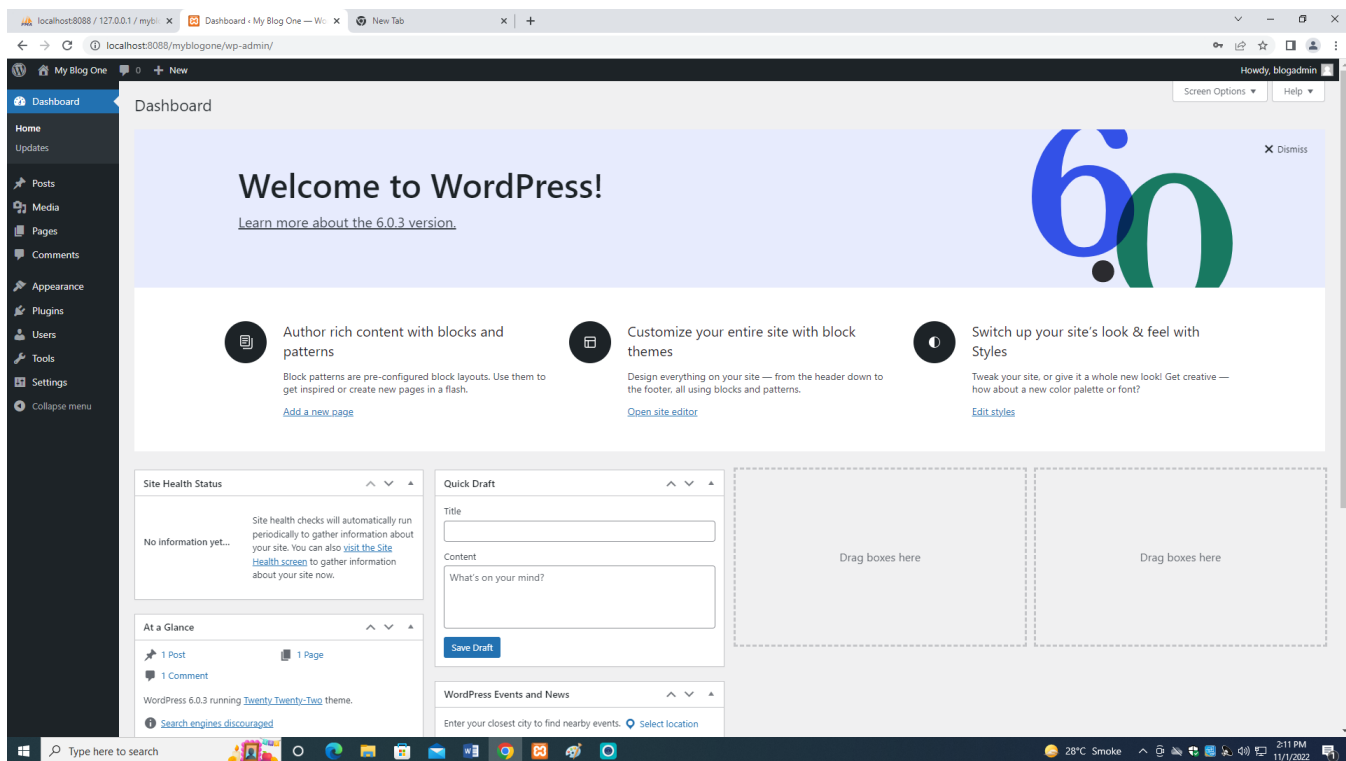 localhost:8088 / 127.0.0.1 / myblo
Dashboard ‹ My Blog One — Wo
New Tab
localhost:8088/myblogone/wp-admin/
My Blog One
0
New
Howdy, blogadmin
Dashboard
Home
Updates
Posts
Media
Pages
Comments
Appearance
Plugins
Users
Tools
Settings
Collapse menu
Dashboard
Screen Options
Help
Welcome to WordPress!
Learn more about the 6.0.3 version.
6.0
Dismiss
Author rich content with blocks and
patterns
Block patterns are pre-configured block layouts. Use them to
get inspired or create new pages in a flash.
Add a new page
Customize your entire site with block
themes
Design everything on your site — from the header down to
the footer, all using blocks and patterns.
Open site editor
Switch up your site’s look & feel with
Styles
Tweak your site, or give it a whole new look! Get creative —
how about a new color palette or font?
Edit styles
Site Health Status
No information yet...
Site health checks will automatically run
periodically to gather information about
your site. You can also visit the Site
Health screen to gather information
about your site now.
At a Glance
1 Post
1 Page
1 Comment
WordPress 6.0.3 running Twenty Twenty-Two theme.
Search engines discouraged
Quick Draft
Title
Content
What’s on your mind?
Save Draft
WordPress Events and News
Enter your closest city to find nearby events.
Select location
Drag boxes here
Drag boxes here
Type here to search
28°C Smoke
2:11 PM
11/1/2022